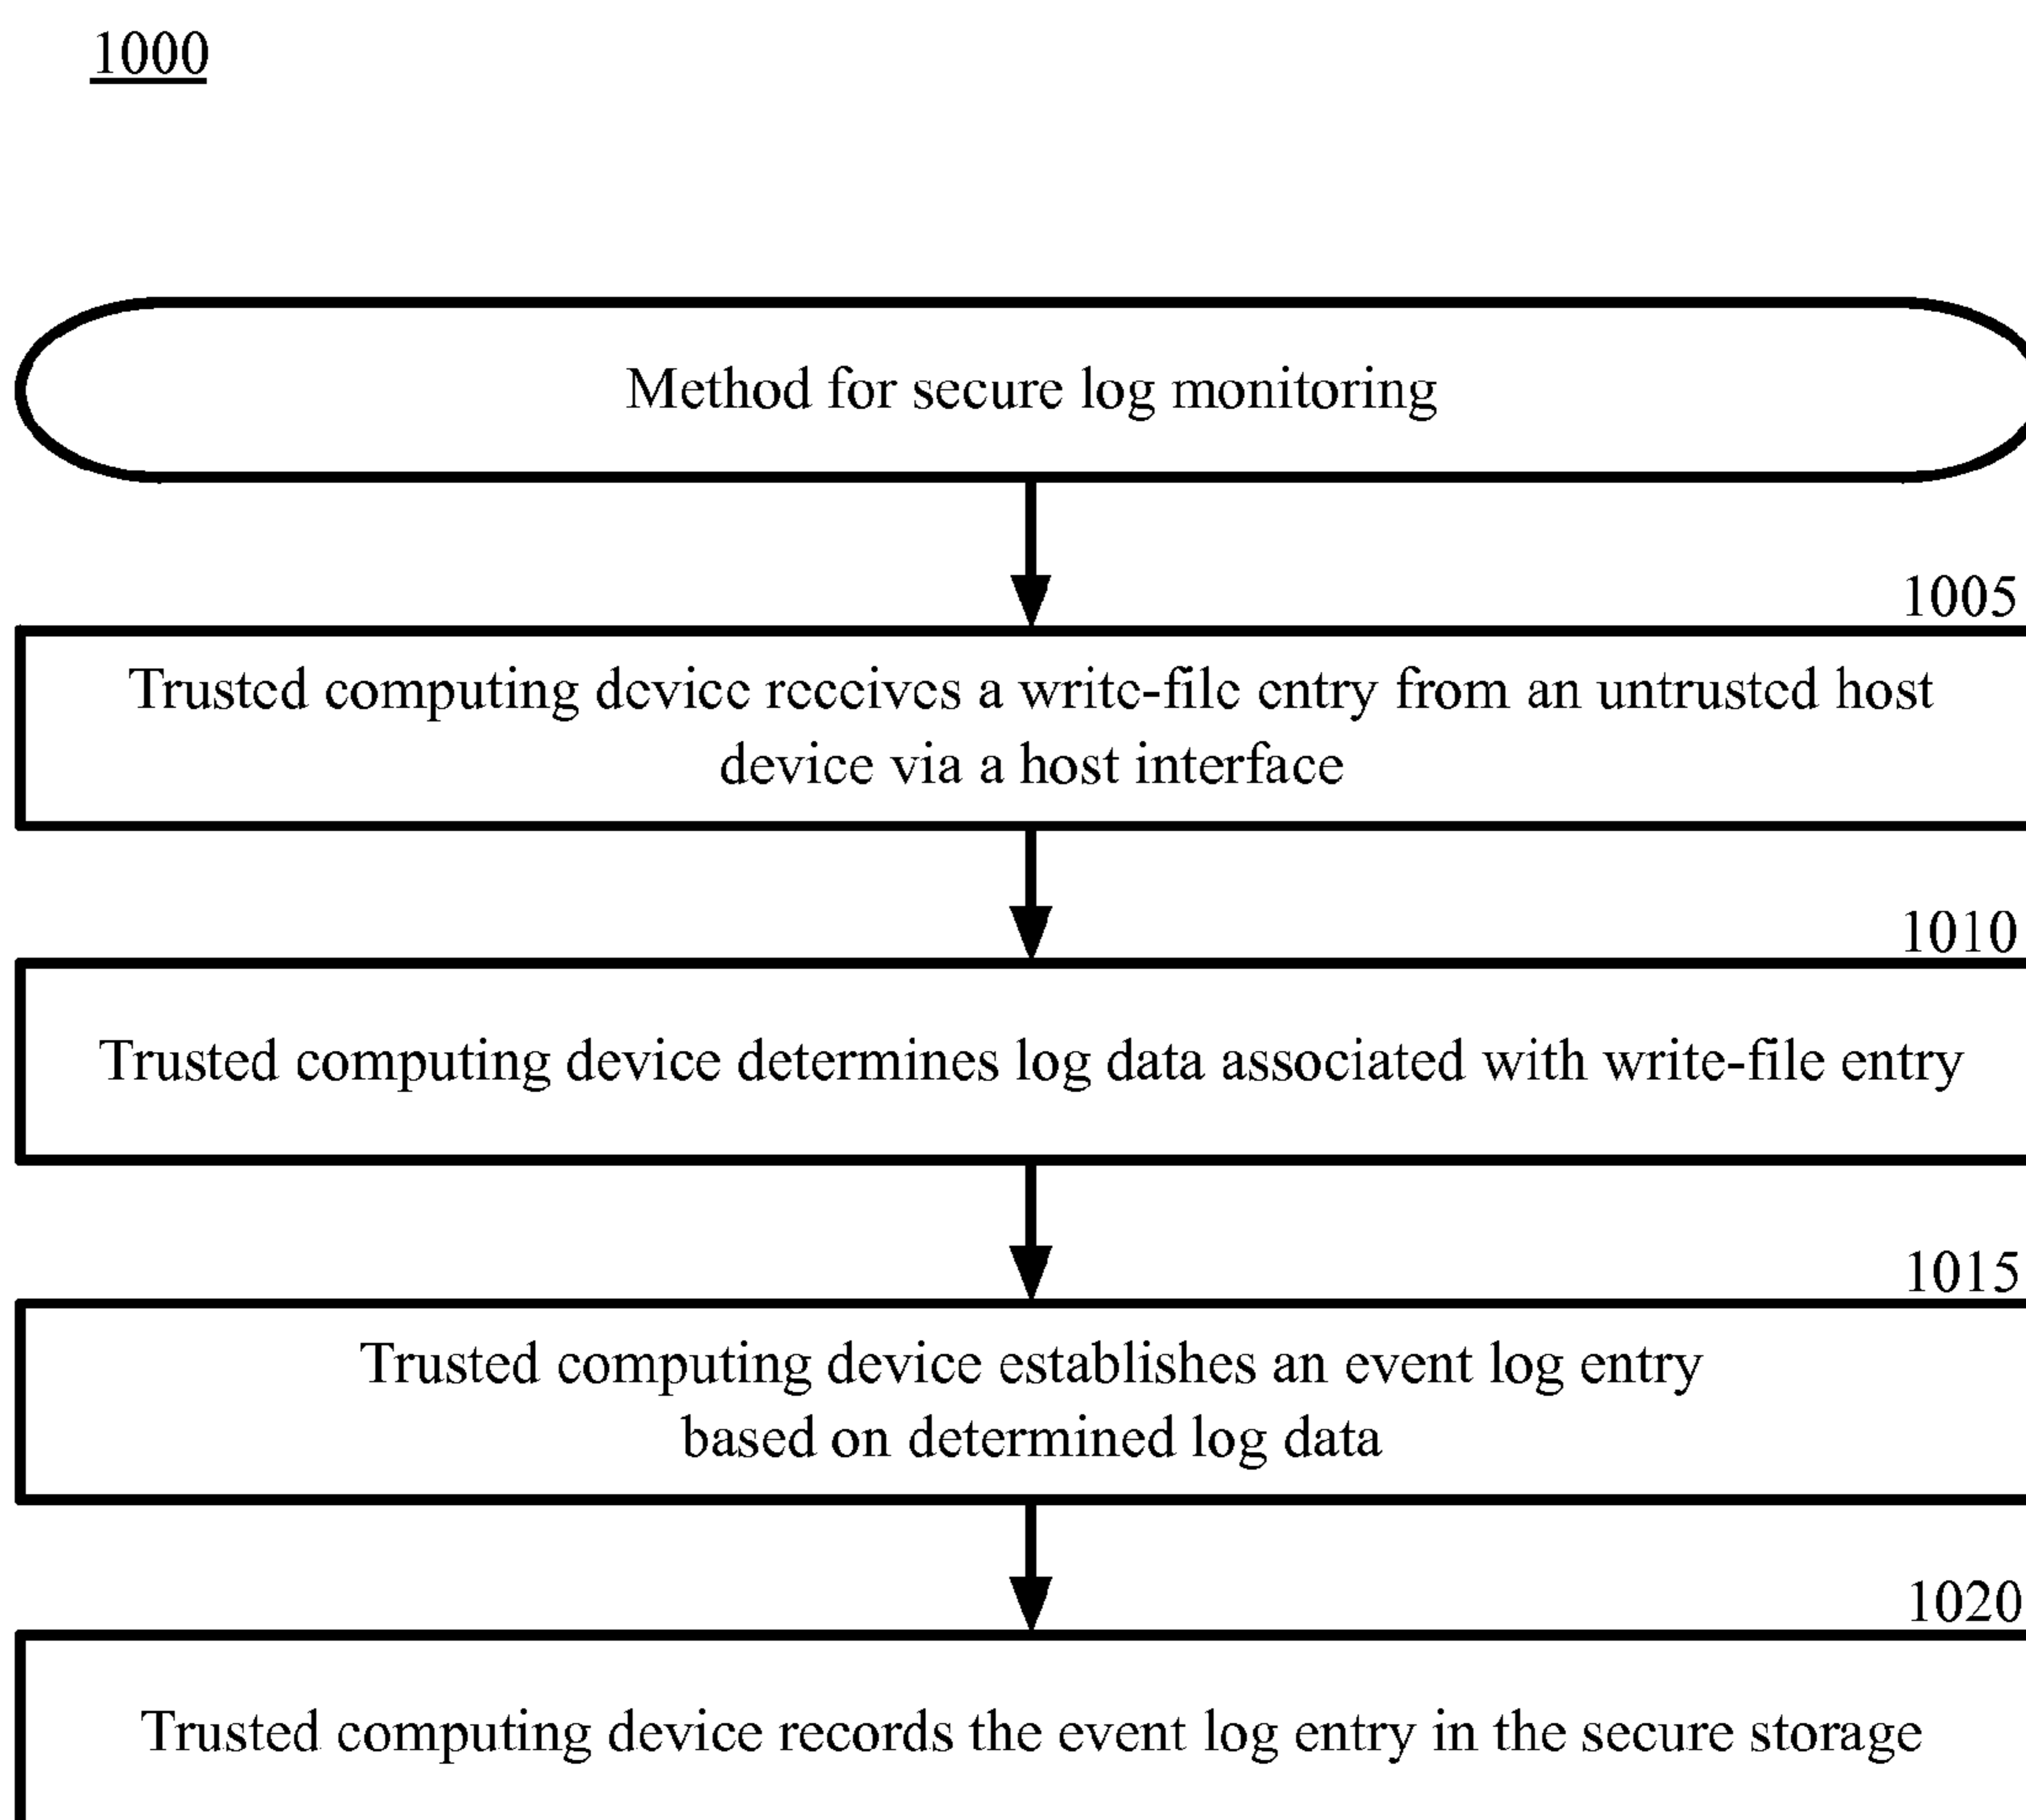 1000
Method for secure log monitoring
1005
Trusted computing device receives a write-file entry from an untrusted host
device via a host interface
1010
Trusted computing device determines log data associated with write-file entry
1015
Trusted computing device establishes an event log entry
based on determined log data
1020
Trusted computing device records the event log entry in the secure storage